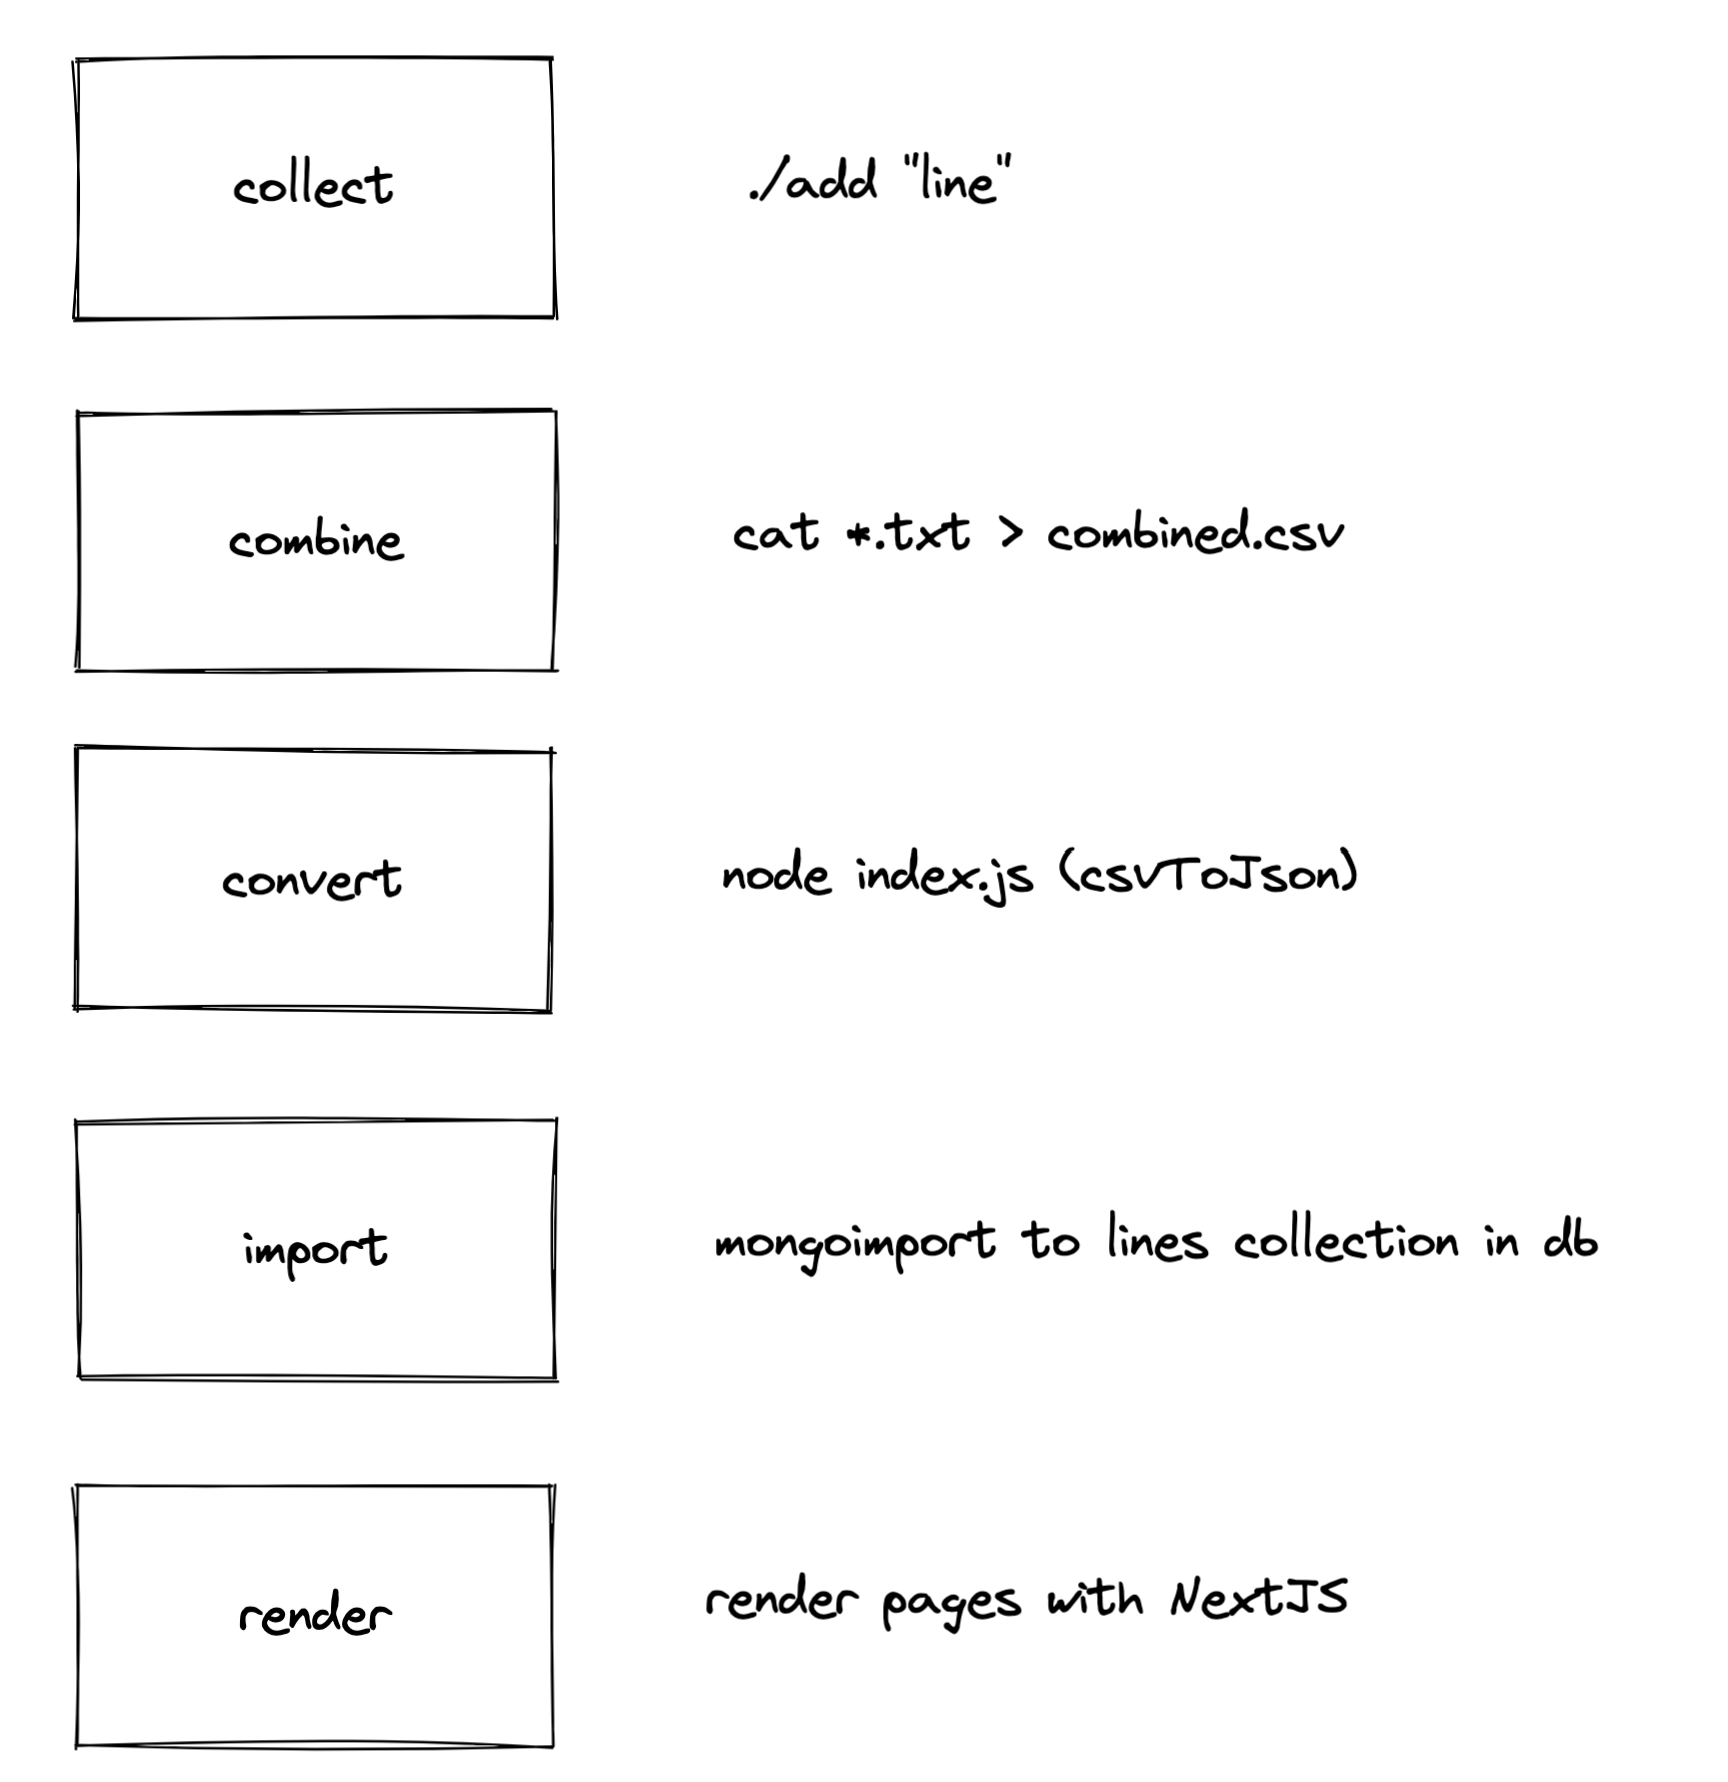 collect
./add "line"
combine
cat *.txt > combined.csv
convert
node index.js (csvToJson)
import
mongoimport to lines collection in db
render
render pages with NextJS